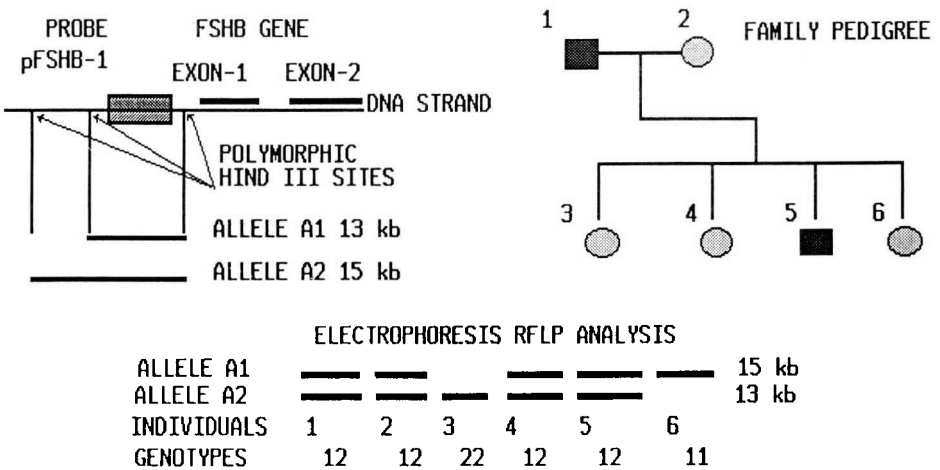 PROBE
pFSHB-1
FSHB GENE
EXON-1 EXON-2
DNA STRAND
POLYMORPHIC
HIND III SITES
ALLELE A1 13 kb
ALLELE A2 15 kb
FAMILY PEDIGREE
1 2
3 4 5 6
ELECTROPHORESIS RFLP ANALYSIS
ALLELE A1 15 kb
ALLELE A2 13 kb
INDIVIDUALS 1 2 3 4 5 6
GENOTYPES 12 12 22 12 12 11